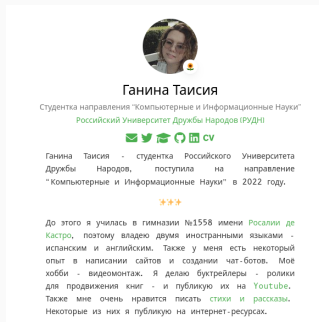 Ганина Таисия
Студентка направления "Компьютерные и Информационные Науки"
Российский Университет Дружбы Народов (РУДН)
CV
Ганина Таисия - студентка Российского Университета
Дружбы Народов, поступила на направление
"Компьютерные и Информационные Науки" в 2022 году.
До этого я училась в гимназии №1558 имени Росалии де
Кастро, поэтому владею двумя иностранными языками -
испанским и английским. Также у меня есть некоторый
опыт в написании сайтов и создании чат-ботов. Моё
хобби - видеомонтаж. Я делаю буктрейлеры - ролики
для продвижения книг - и публикую их на Youtube.
Также мне очень нравится писать стихи и рассказы.
Некоторые из них я публикую на интернет-ресурсах.